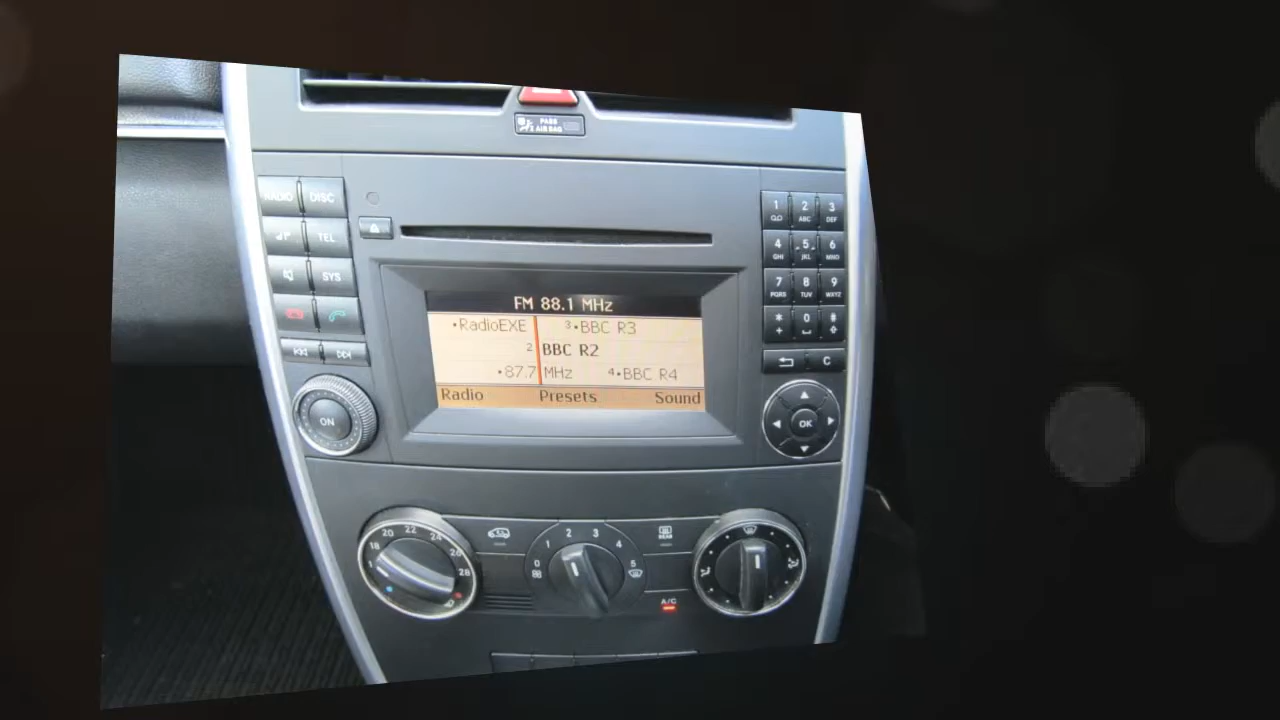 PASS
AIR BAG
RADIO DISC
TEL
SYS
ON
FM 88.1 MHz
•RadioEXE 3•BBC R3
2 BBC R2
•87.7 MHz 4•BBC R4
Radio Presets Sound
1 2 ABC 3 DEF
4 GHI 5 JKL 6 MNO
7 PQRS 8 TUV 9 WXYZ
* + 0 #
C
OK
18 20 22 24 26 28
0 1 2 3 4 5
REAR
A/C